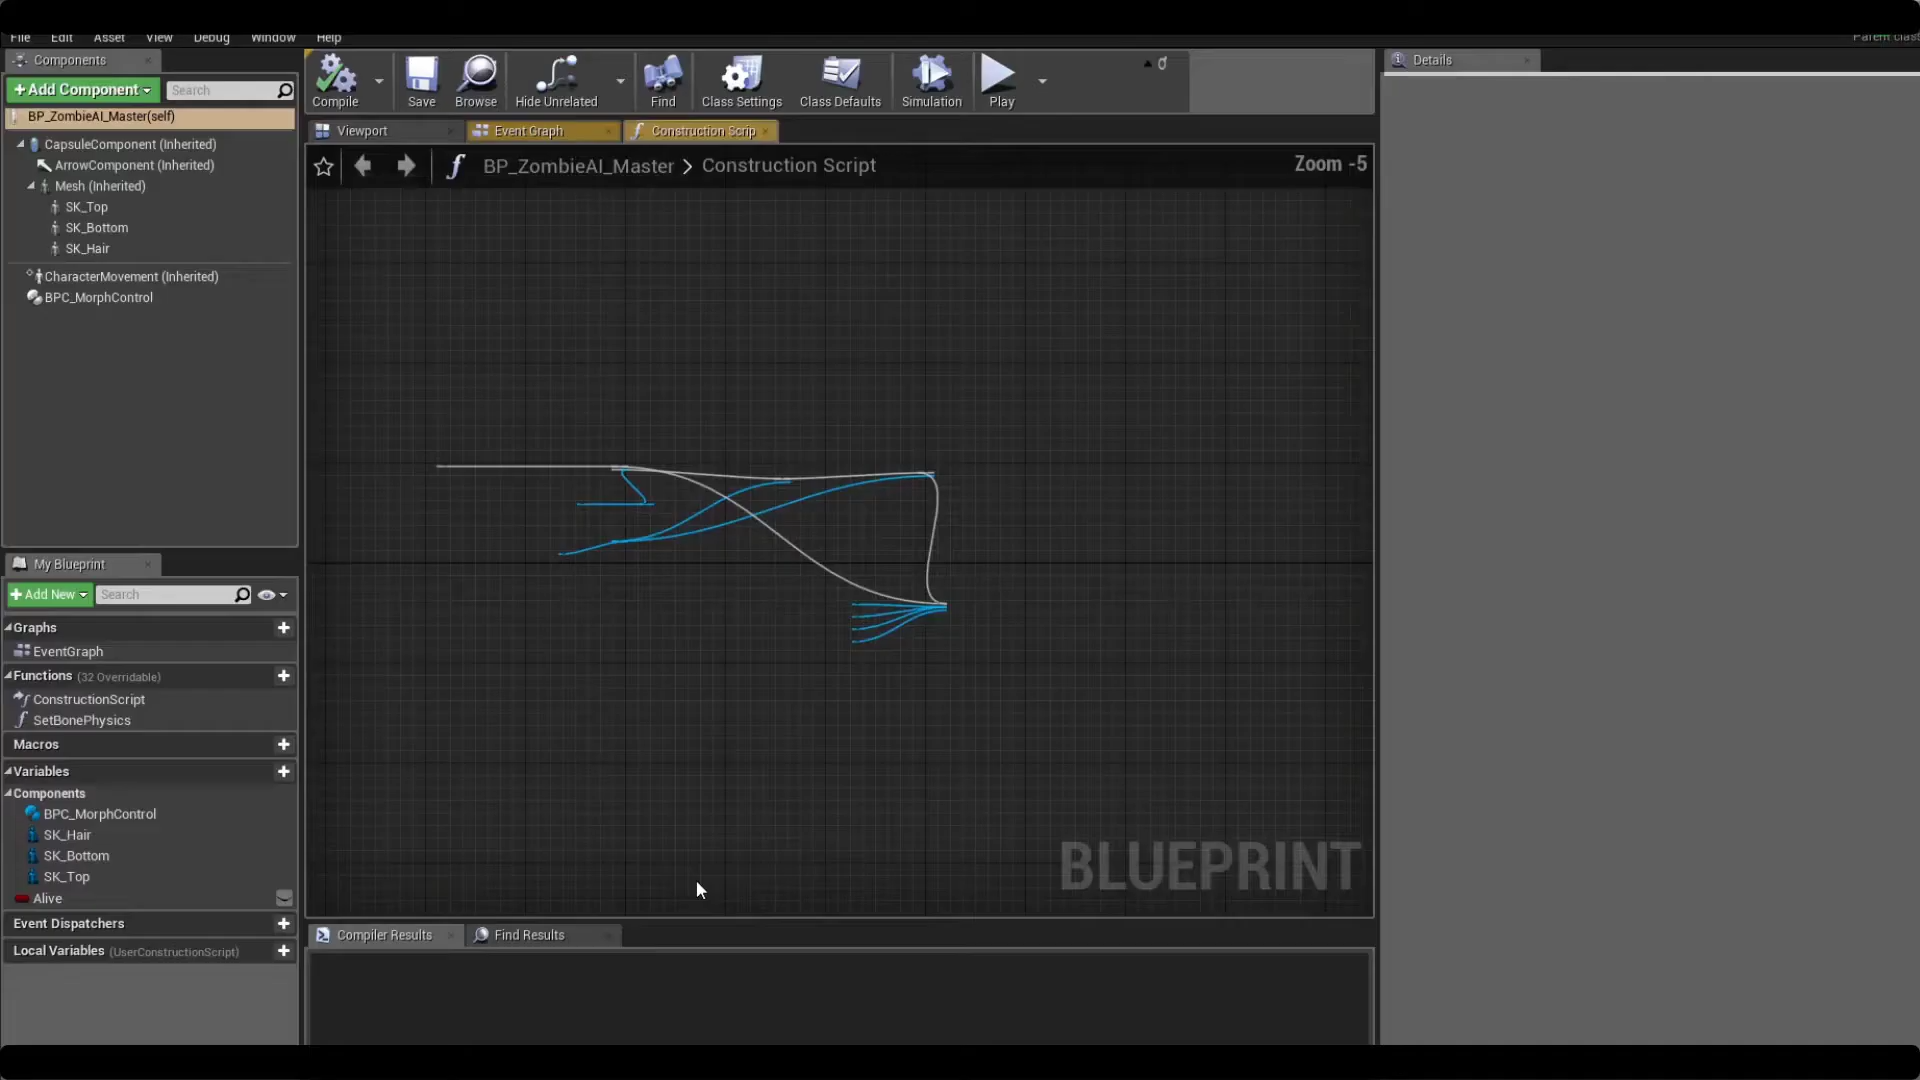 File Edit Asset View Debug Window Help
Components
Details
+Add Component
Search
Compile
Save
Browse
Hide Unrelated
Find
Class Settings
Class Defaults
Simulation
Play
BP_ZombieAI_Master(self)
Viewport
Event Graph
Construction Scrip
CapsuleComponent (Inherited)
ArrowComponent (Inherited)
BP_ZombieAI_Master > Construction Script
Zoom -5
Mesh (Inherited)
SK_Top
SK_Bottom
SK_Hair
CharacterMovement (Inherited)
BPC_MorphControl
My Blueprint
+Add New
Search
Graphs
EventGraph
Functions (32 Overridable)
ConstructionScript
SetBonePhysics
Macros
Variables
Components
BPC_MorphControl
SK_Hair
SK_Bottom
SK_Top
Alive
Event Dispatchers
Local Variables (UserConstructionScript)
BLUEPRINT
Compiler Results
Find Results